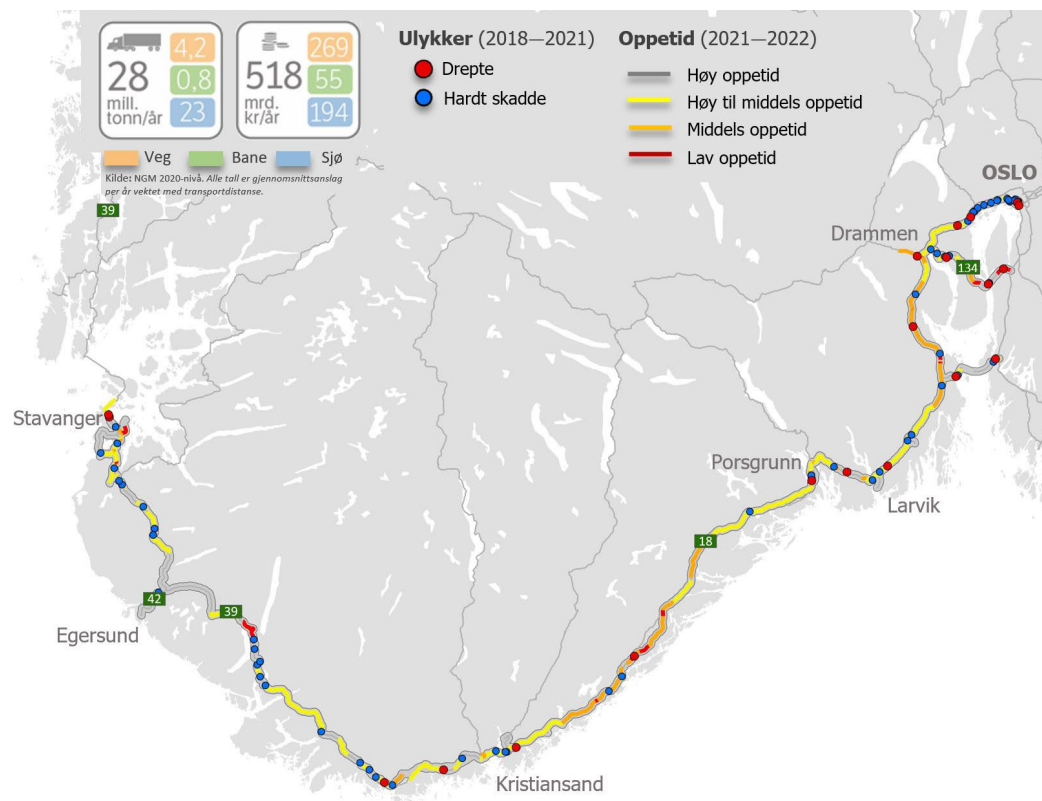 28
mill.
tonn/år
4,2
0,8
23
518
mrd.
kr/år
269
55
194
Veg
Bane
Sjø
Kilde: NGM 2020-nivå. Alle tall er gjennomsnittsanslag
per år vektet med transportdistanse.
Ulykker (2018—2021)
Drepte
Hardt skadde
Oppetid (2021—2022)
Høy oppetid
Høy til middels oppetid
Middels oppetid
Lav oppetid
39
OSLO
Drammen
134
Stavanger
Porsgrunn
Larvik
18
42
39
Egersund
Kristiansand